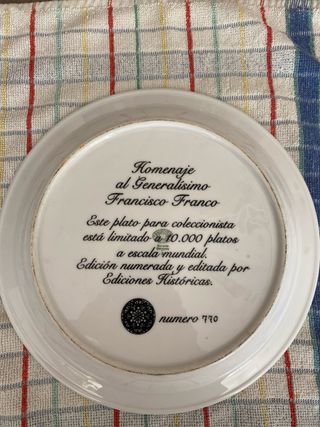 Homenaje
al Generalísimo
Francisco Franco
Este plato para coleccionista
está limitado a 10.000 platos
a escala mundial.
Edición numerada y editada por
Ediciones Históricas.
numero 770